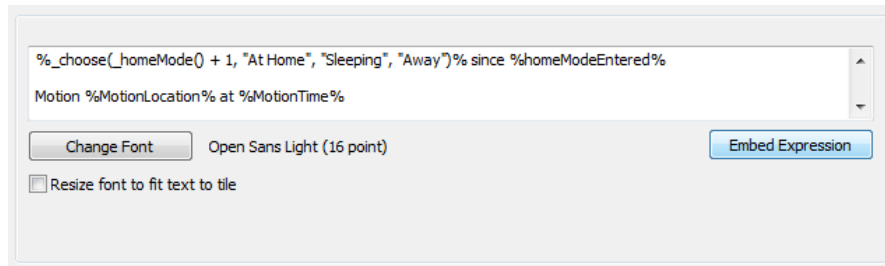 %_choose(_homeMode() + 1, "At Home", "Sleeping", "Away")% since %homeModeEntered%
Motion %MotionLocation% at %MotionTime%
Change Font Open Sans Light (16 point) Embed Expression
Resize font to fit text to tile